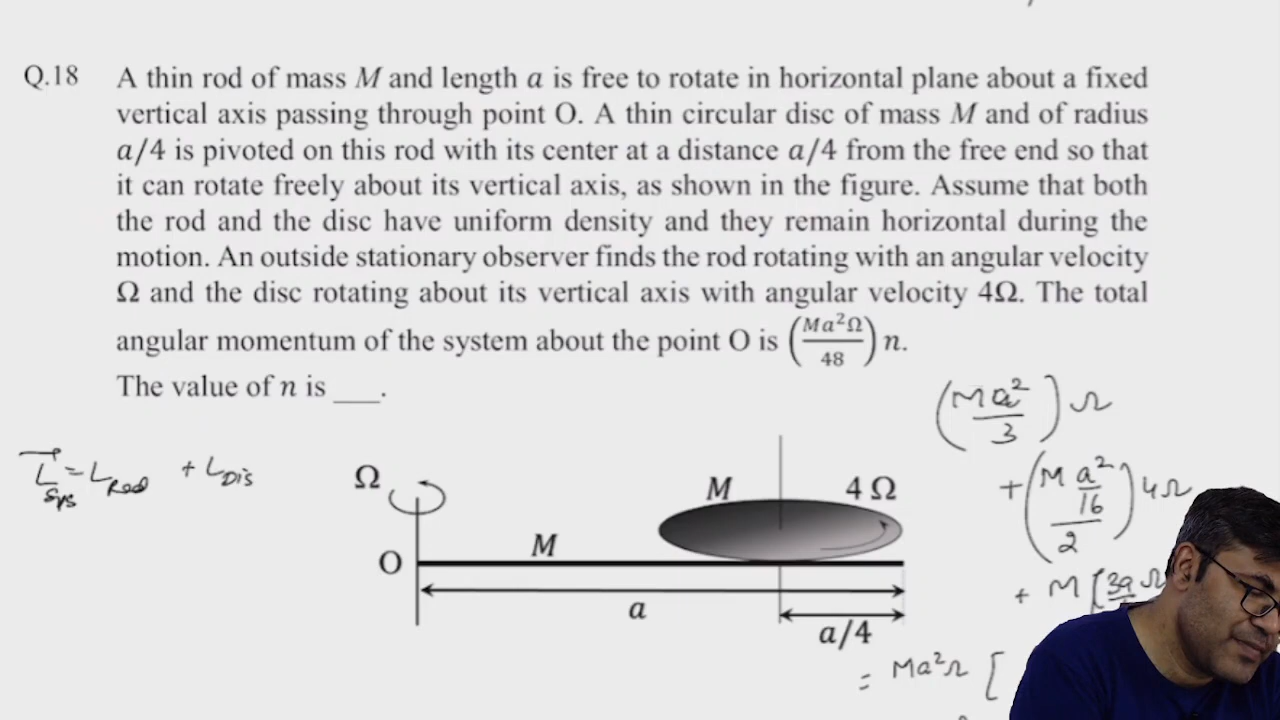 Q.18 A thin rod of mass M and length a is free to rotate in horizontal plane about a fixed
vertical axis passing through point O. A thin circular disc of mass M and of radius
a/4 is pivoted on this rod with its center at a distance a/4 from the free end so that
it can rotate freely about its vertical axis, as shown in the figure. Assume that both
the rod and the disc have uniform density and they remain horizontal during the
motion. An outside stationary observer finds the rod rotating with an angular velocity
Ω and the disc rotating about its vertical axis with angular velocity 4Ω. The total
angular momentum of the system about the point O is (Ma²Ω/48) n.
The value of n is ___.
(Ma²/3) Ω
L sys = L Rod + L Dis
Ω
M
4Ω
+ (M a²/16 / 2) 4Ω
M
O
+ M [3a Ω
a
a/4
= Ma²Ω [